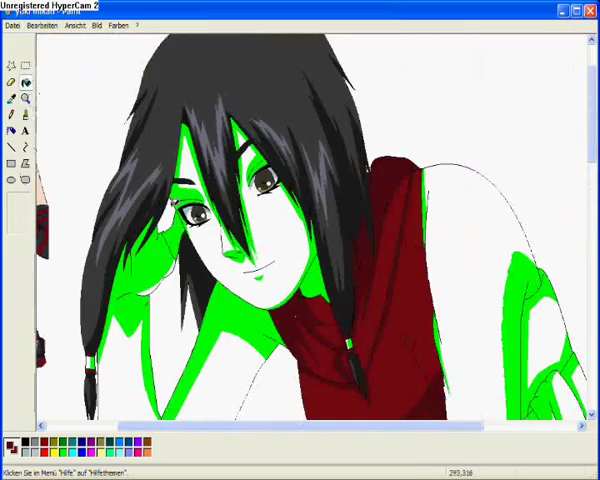 Unregistered HyperCam 2
Datei Bearbeiten Ansicht Bild Farben ?
A
Klicken Sie im Menü "Hilfe" auf "Hilfethemen".
293,316